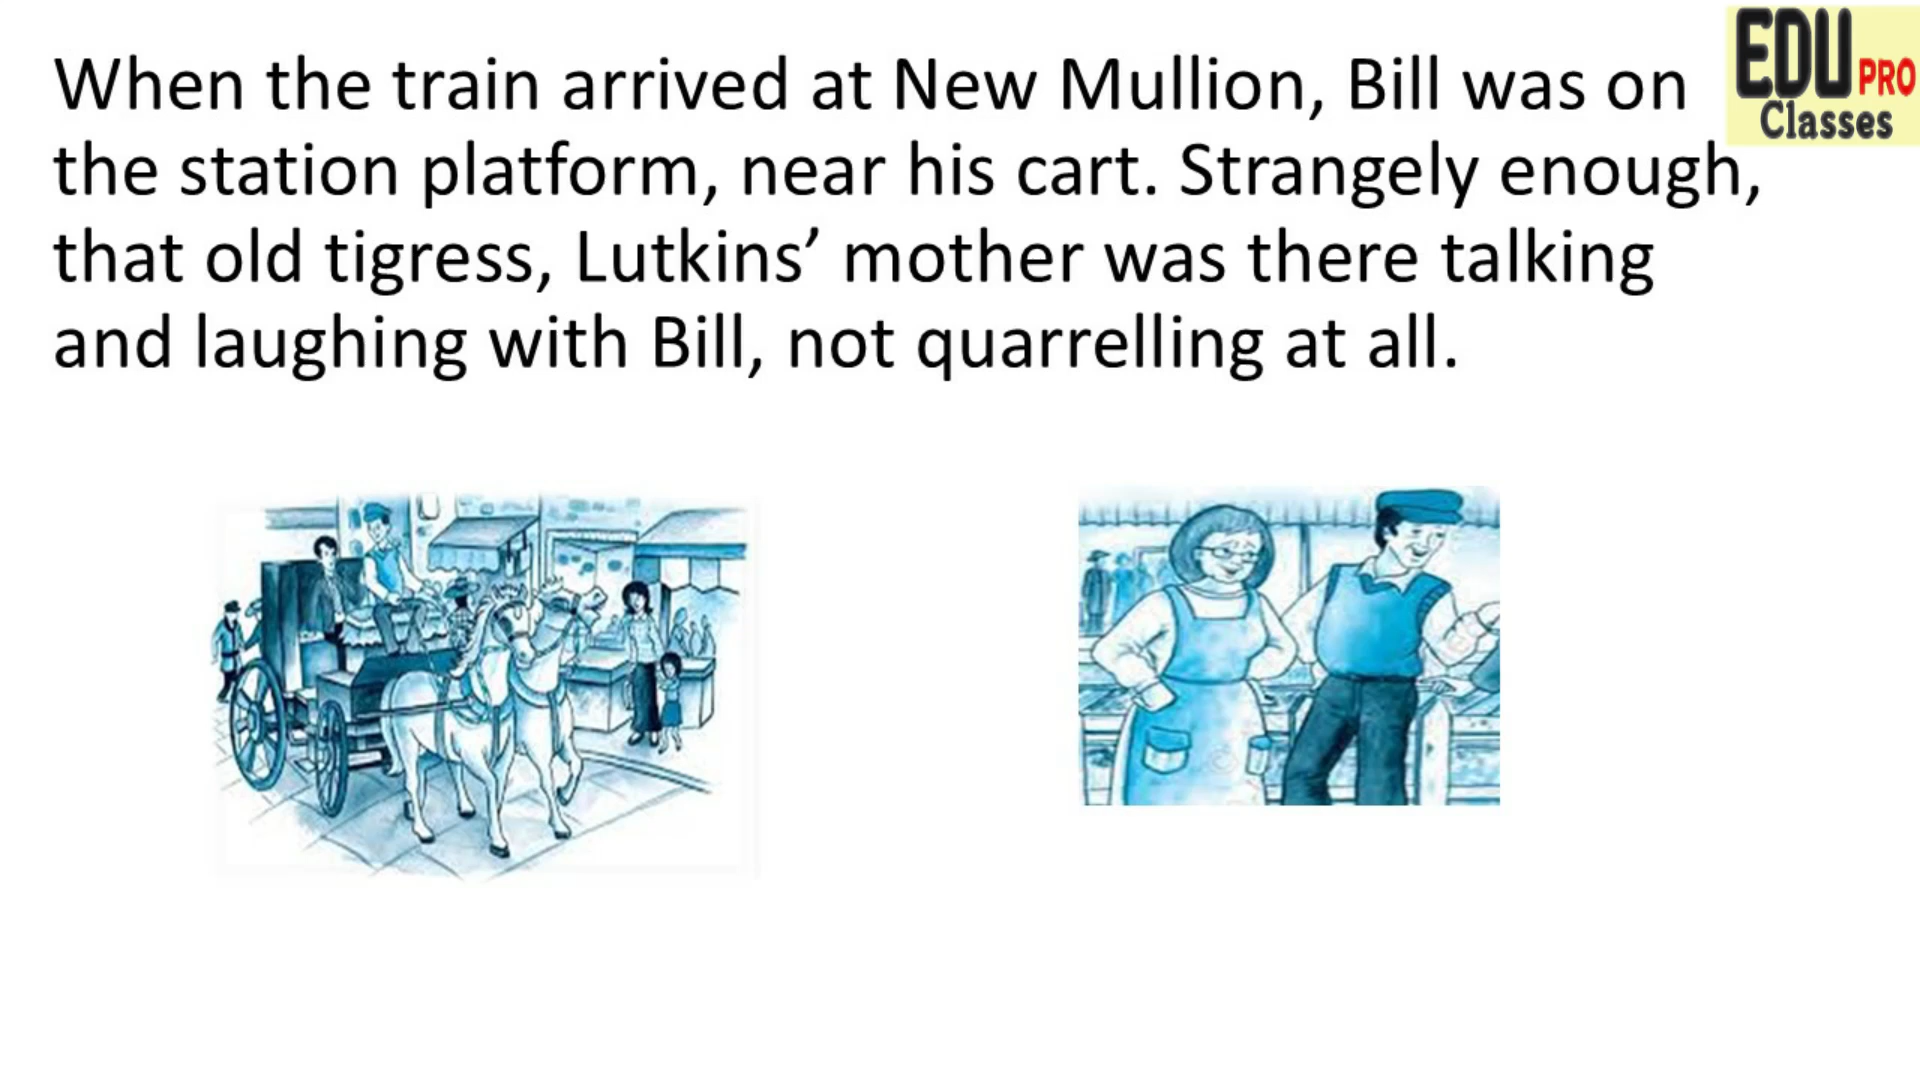 When the train arrived at New Mullion, Bill was on
the station platform, near his cart. Strangely enough,
that old tigress, Lutkins’ mother was there talking
and laughing with Bill, not quarrelling at all.
EDU PRO
Classes